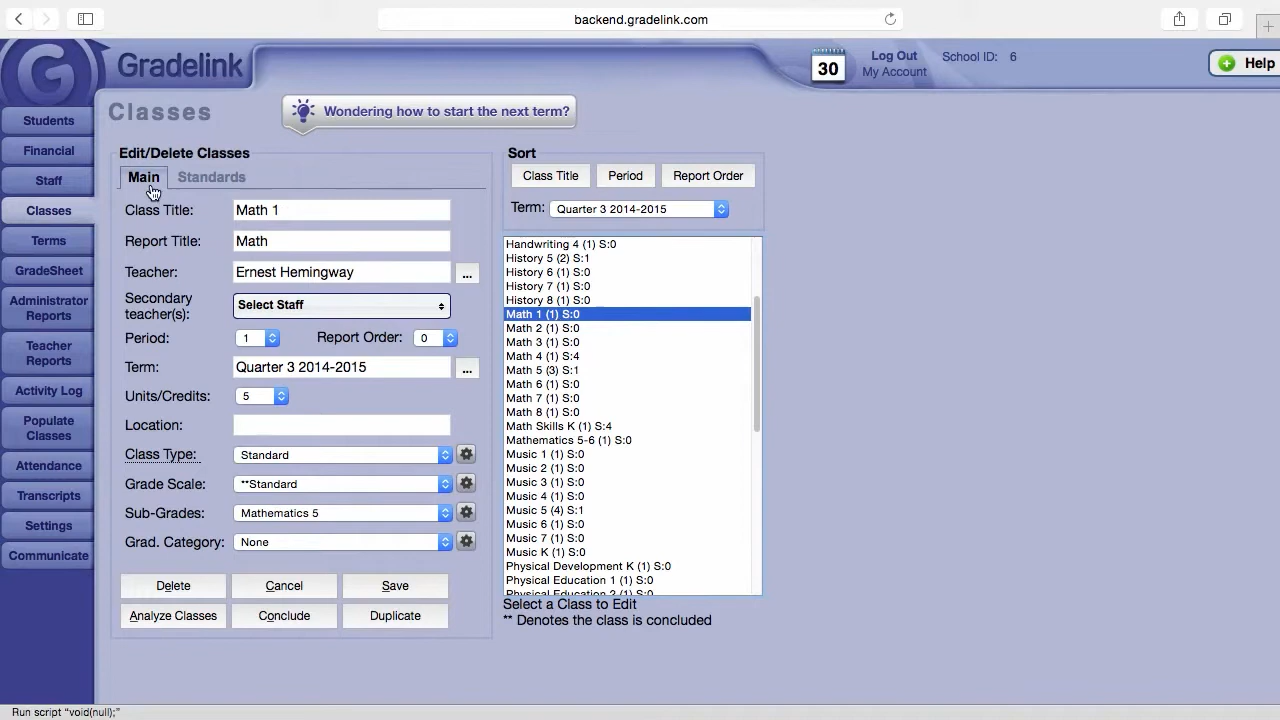 backend.gradelink.com
G Gradelink
30
Log Out
My Account
School ID: 6
Help
Students
Financial
Staff
Classes
Terms
GradeSheet
Administrator
Reports
Teacher
Reports
Activity Log
Populate
Classes
Attendance
Transcripts
Settings
Communicate
Classes
Wondering how to start the next term?
Edit/Delete Classes
Main Standards
Class Title: Math 1
Report Title: Math
Teacher: Ernest Hemingway ...
Secondary
teacher(s): Select Staff
Period: 1 Report Order: 0
Term: Quarter 3 2014-2015 ...
Units/Credits: 5
Location:
Class Type: Standard
Grade Scale: **Standard
Sub-Grades: Mathematics 5
Grad. Category: None
Delete Cancel Save
Analyze Classes Conclude Duplicate
Sort
Class Title Period Report Order
Term: Quarter 3 2014-2015
Handwriting 4 (1) S:0
History 5 (2) S:1
History 6 (1) S:0
History 7 (1) S:0
History 8 (1) S:0
Math 1 (1) S:0
Math 2 (1) S:0
Math 3 (1) S:0
Math 4 (1) S:4
Math 5 (3) S:1
Math 6 (1) S:0
Math 7 (1) S:0
Math 8 (1) S:0
Math Skills K (1) S:4
Mathematics 5-6 (1) S:0
Music 1 (1) S:0
Music 2 (1) S:0
Music 3 (1) S:0
Music 4 (1) S:0
Music 5 (4) S:1
Music 6 (1) S:0
Music 7 (1) S:0
Music K (1) S:0
Physical Development K (1) S:0
Physical Education 1 (1) S:0
Physical Education 2 (1) S:0
Select a Class to Edit
** Denotes the class is concluded
Run script "void(null);"